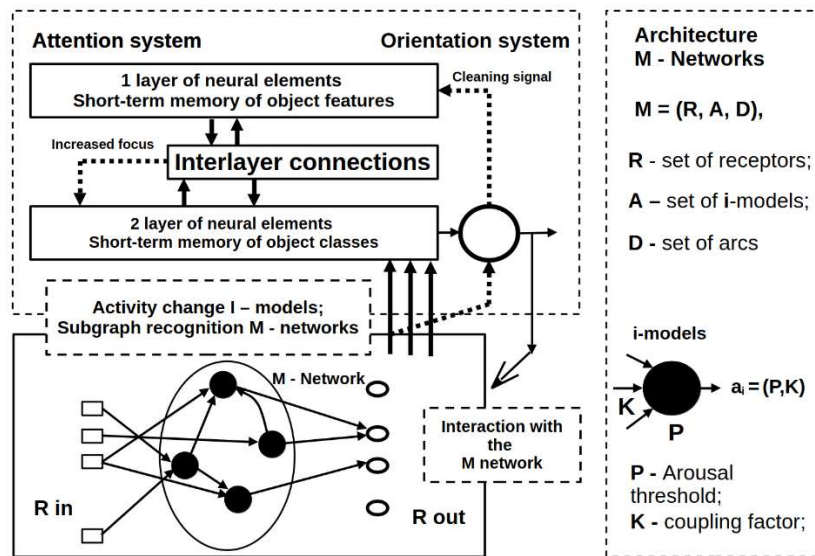 Attention system
Orientation system
1 layer of neural elements
Short-term memory of object features
Cleaning signal
Increased focus
Interlayer connections
2 layer of neural elements
Short-term memory of object classes
Activity change I – models;
Subgraph recognition M - networks
M - Network
Interaction with
the
M network
R in
R out
Architecture
M - Networks
M = (R, A, D),
R - set of receptors;
A – set of i-models;
D - set of arcs
i-models
K
P
aᵢ = (P,K)
P - Arousal
threshold;
K - coupling factor;